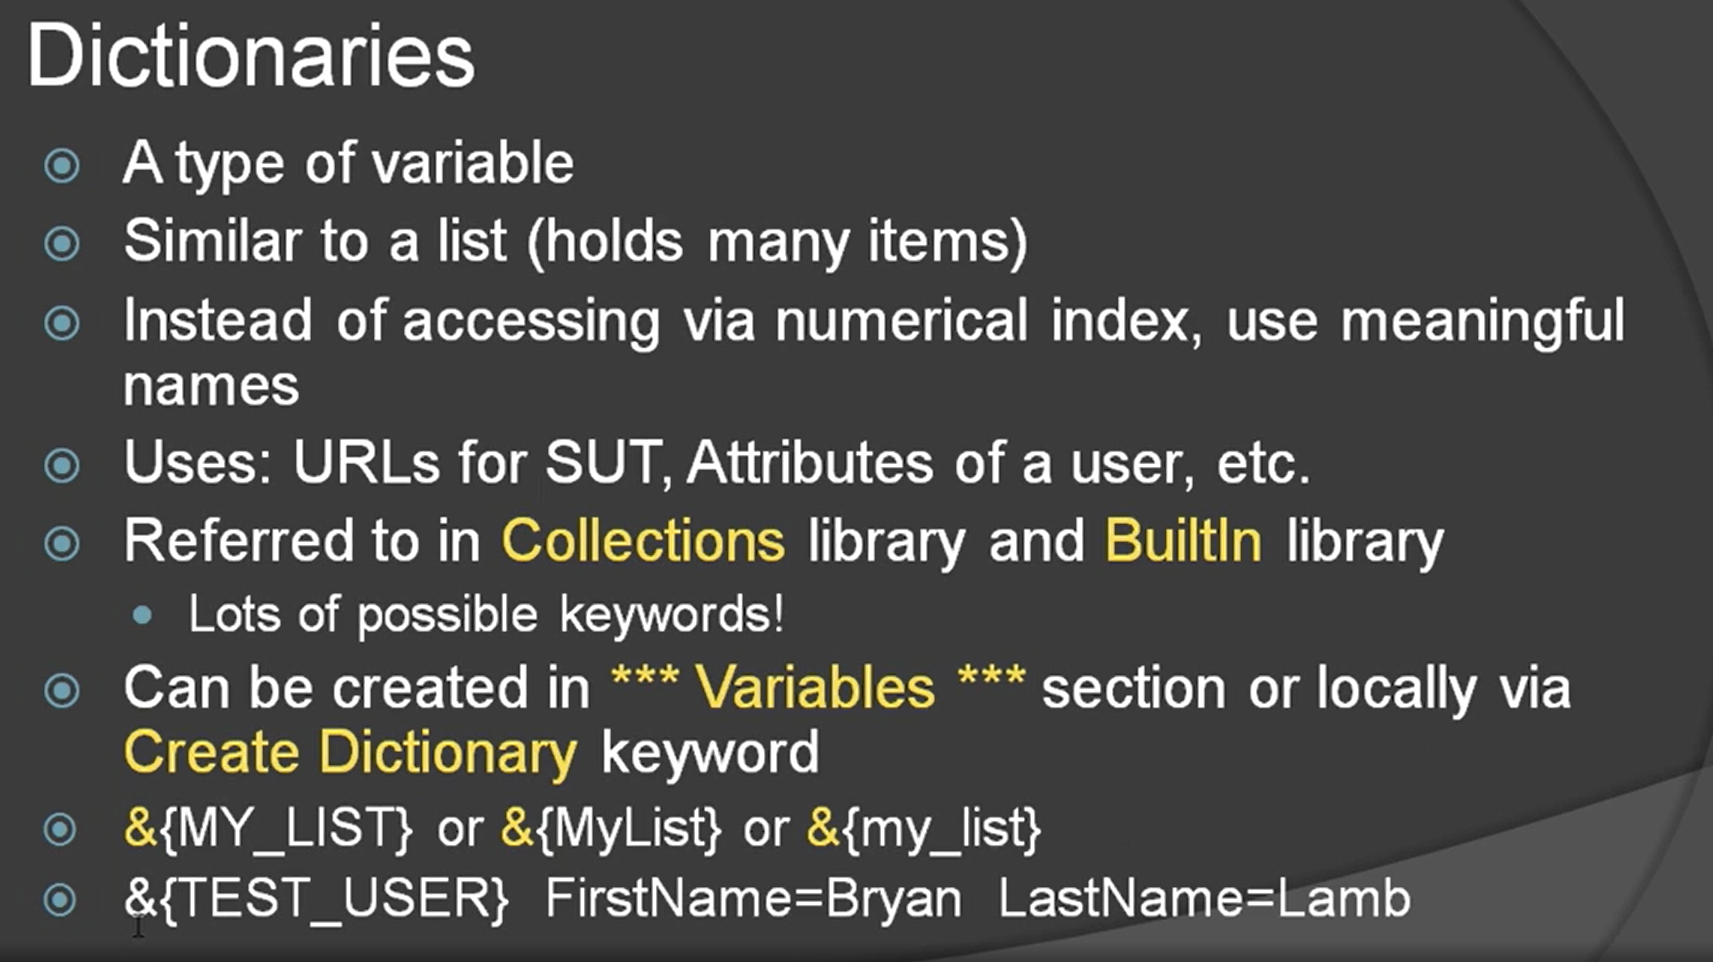 Dictionaries
A type of variable
Similar to a list (holds many items)
Instead of accessing via numerical index, use meaningful
names
Uses: URLs for SUT, Attributes of a user, etc.
Referred to in Collections library and BuiltIn library
Lots of possible keywords!
Can be created in *** Variables *** section or locally via
Create Dictionary keyword
&{MY_LIST} or &{MyList} or &{my_list}
&{TEST_USER} FirstName=Bryan LastName=Lamb